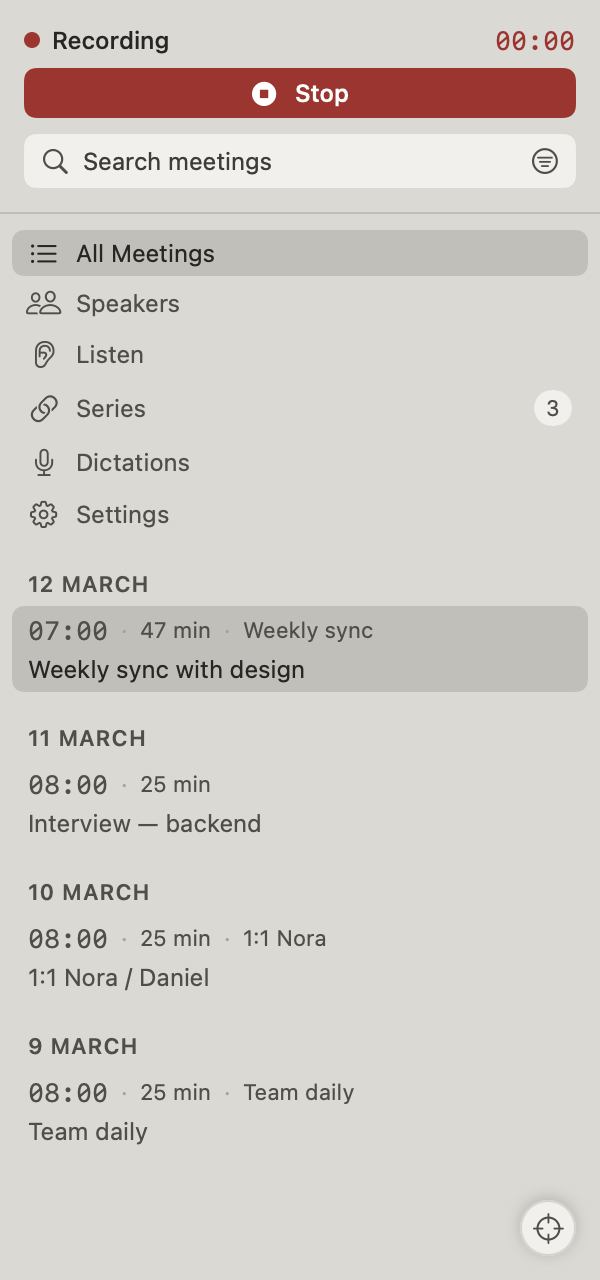 Recording 00:00
Stop
Search meetings
All Meetings
Speakers
Listen
Series 3
Dictations
Settings
12 MARCH
07:00 · 47 min · Weekly sync
Weekly sync with design
11 MARCH
08:00 · 25 min
Interview — backend
10 MARCH
08:00 · 25 min · 1:1 Nora
1:1 Nora / Daniel
9 MARCH
08:00 · 25 min · Team daily
Team daily